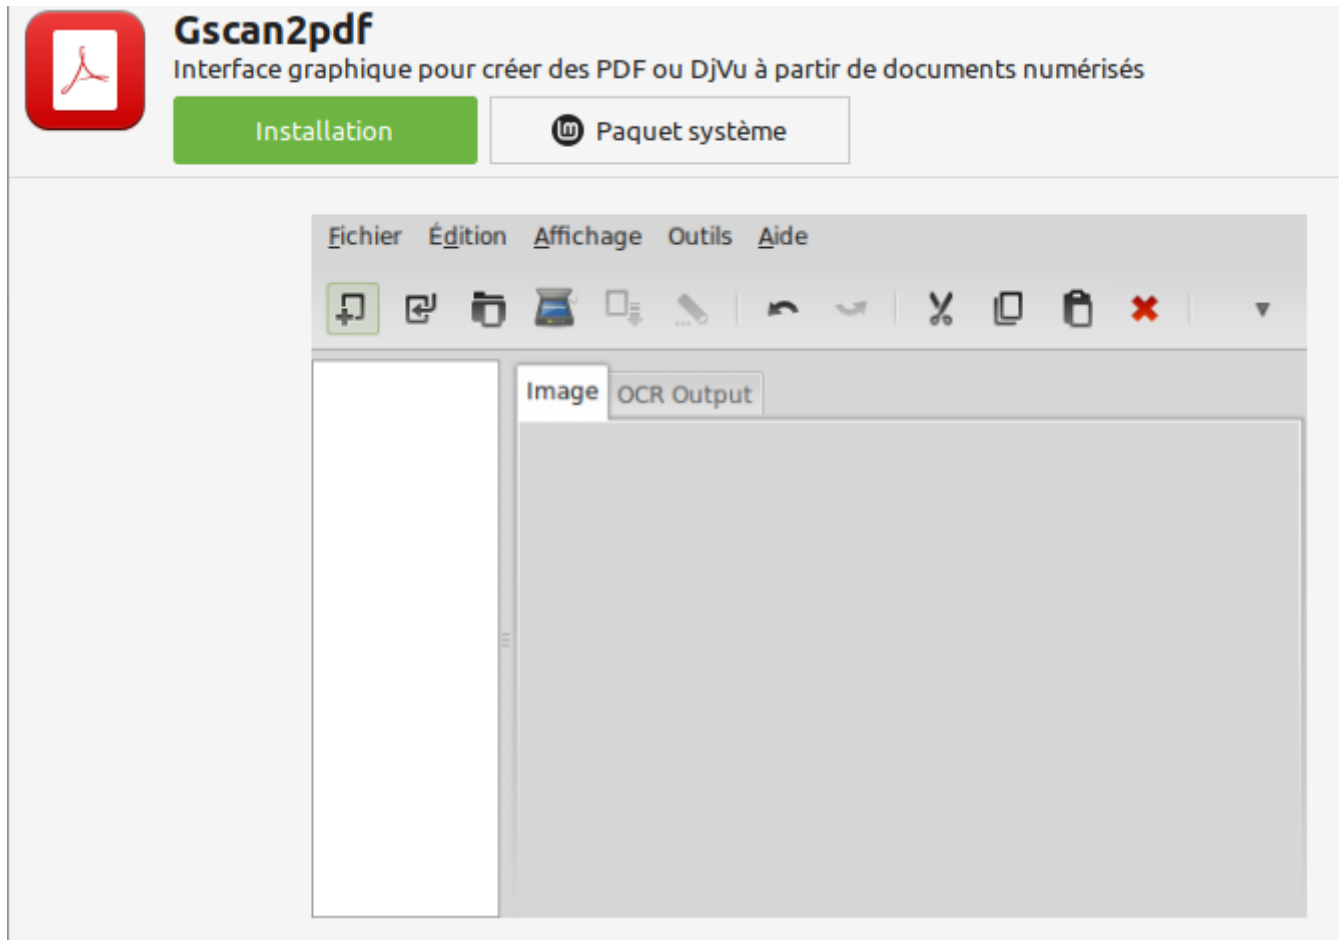 Gscan2pdf
Interface graphique pour créer des PDF ou DjVu à partir de documents numérisés
Installation
Paquet système
Fichier Édition Affichage Outils Aide
Image OCR Output